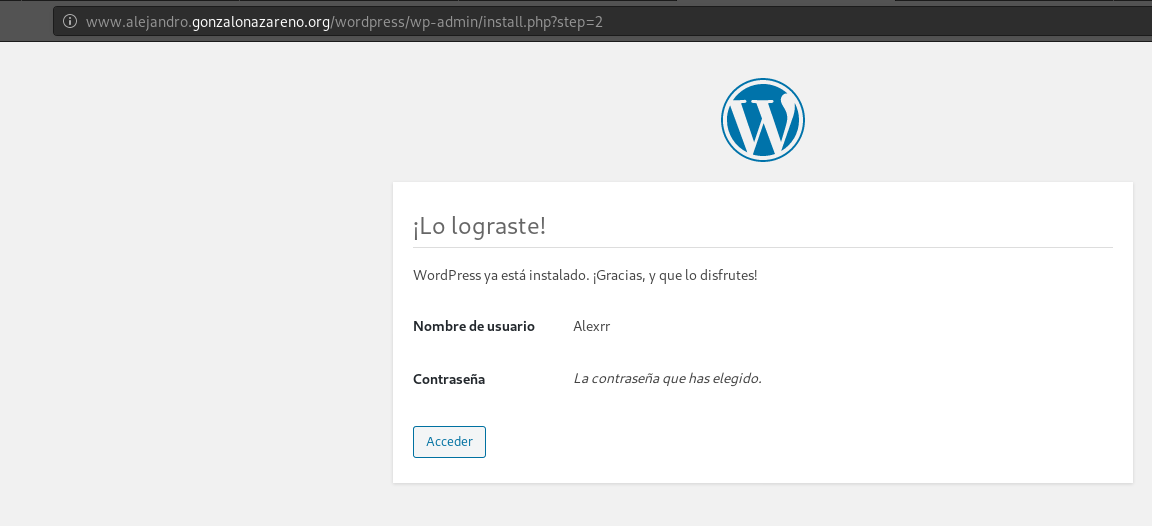 www.alejandro.gonzalonazareno.org/wordpress/wp-admin/install.php?step=2
¡Lo lograste!
WordPress ya está instalado. ¡Gracias, y que lo disfrutes!
Nombre de usuario Alexrr
Contraseña La contraseña que has elegido.
Acceder